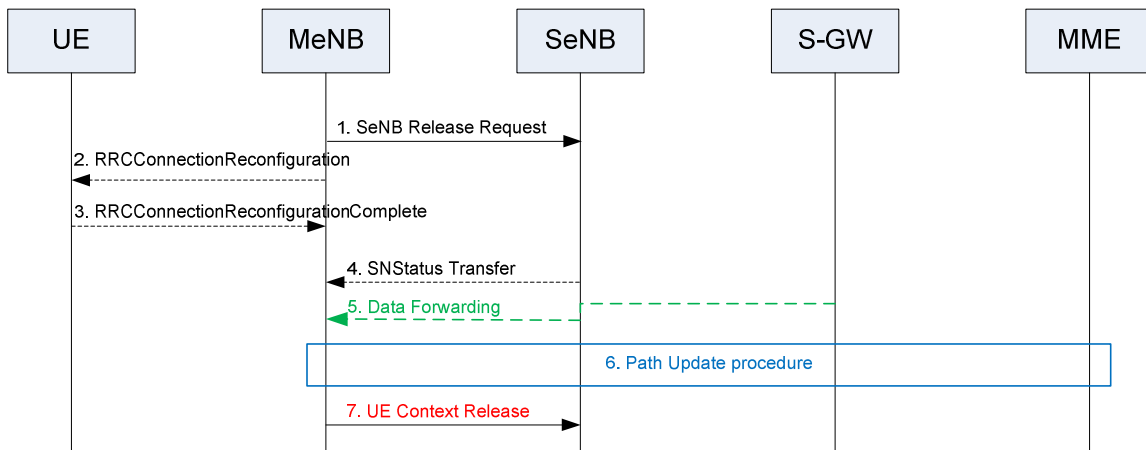 UE
MeNB
SeNB
S-GW
MME
1. SeNB Release Request
2. RRCConnectionReconfiguration
3. RRCConnectionReconfigurationComplete
4. SNStatus Transfer
5. Data Forwarding
6. Path Update procedure
7. UE Context Release